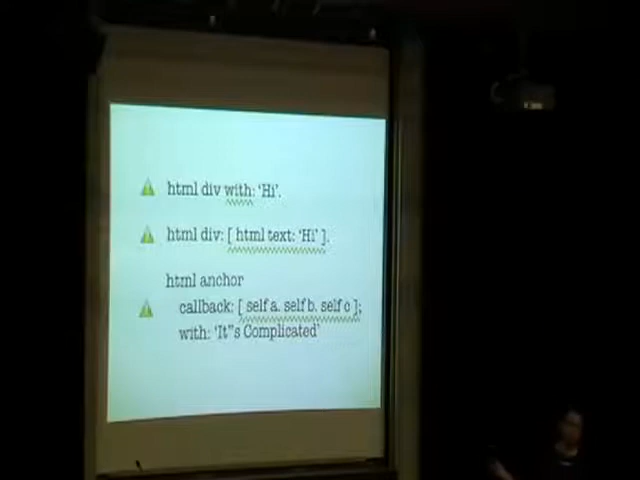 html div with: 'Hi'.
html div: [ html text: 'Hi' ].
html anchor
callback: [ self a. self b. self c ];
with: 'It''s Complicated'